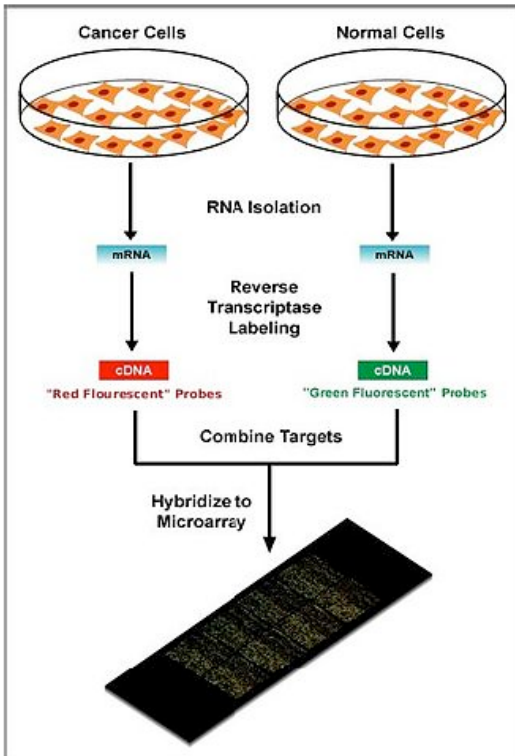 Cancer Cells
Normal Cells
RNA Isolation
mRNA
mRNA
Reverse
Transcriptase
Labeling
cDNA
cDNA
"Red Flourescent" Probes
"Green Fluorescent" Probes
Combine Targets
Hybridize to
Microarray